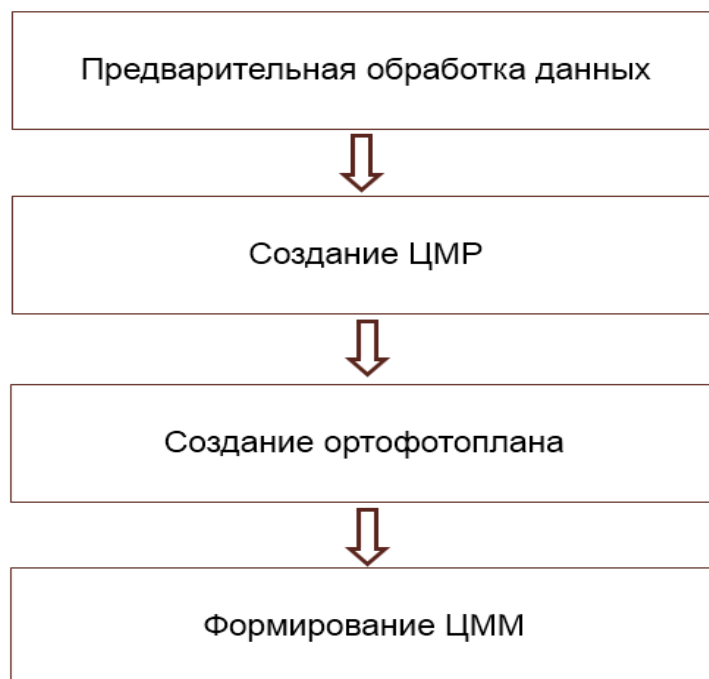 Предварительная обработка данных
Создание ЦМР
Создание ортофотоплана
Формирование ЦММ